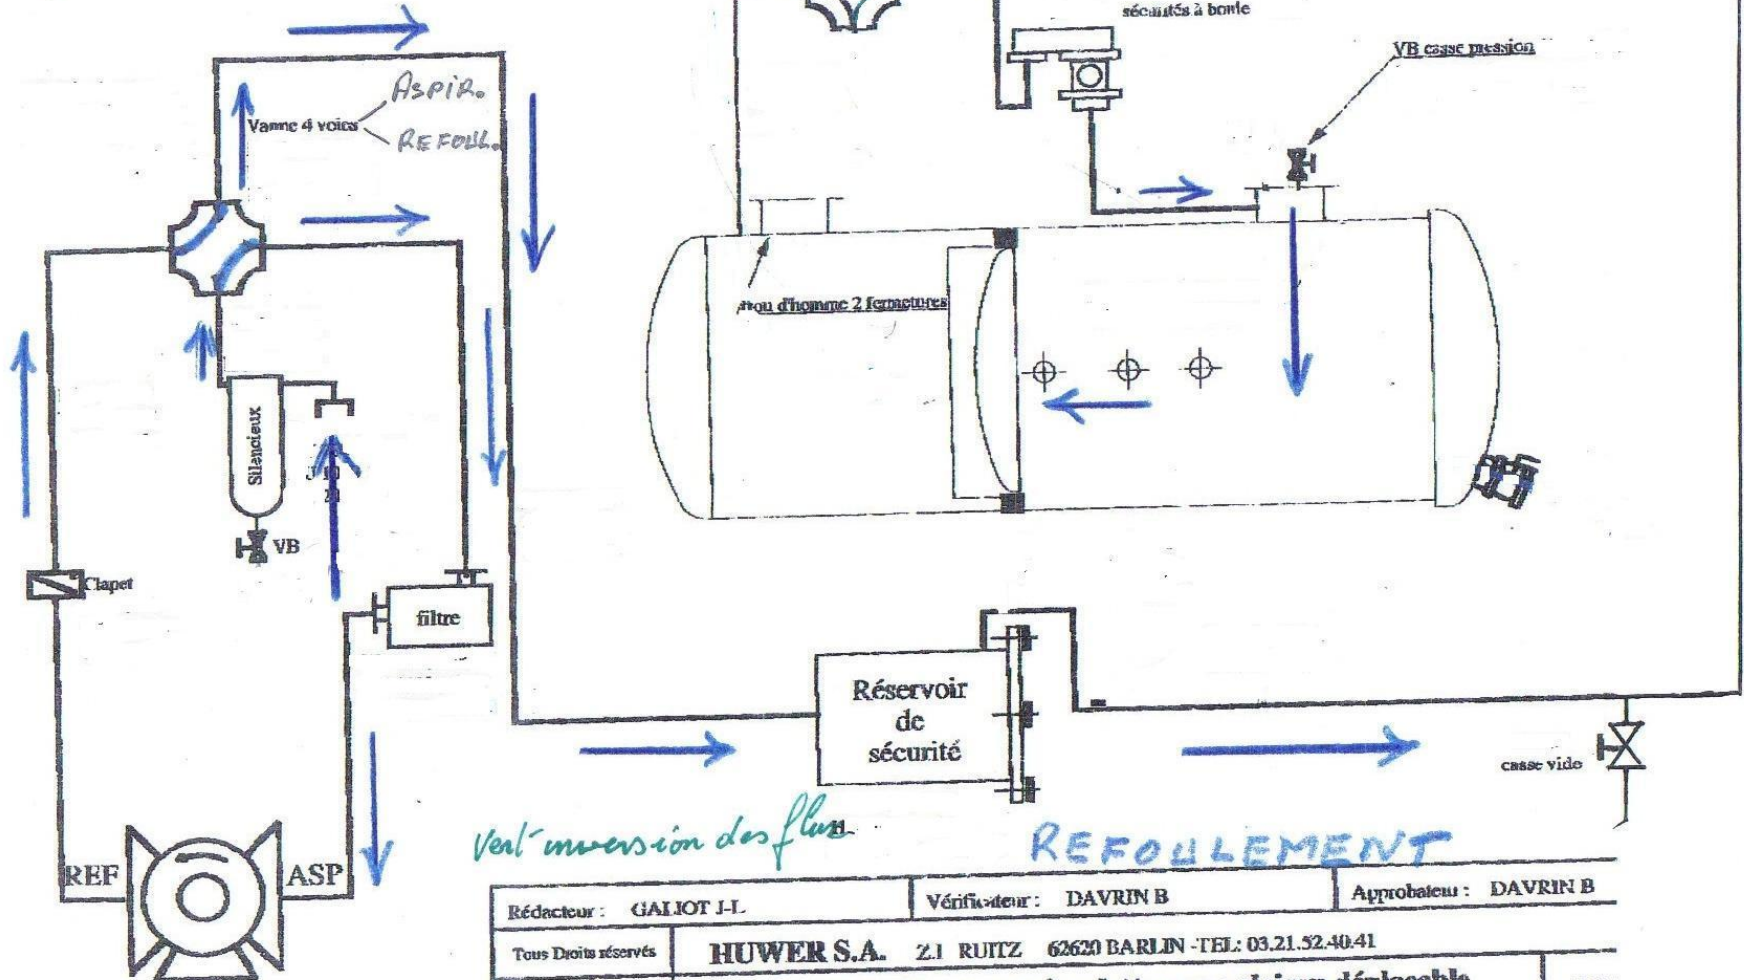 sécurités à boule
VB casse pression
ASPIR.
Vanne 4 voies
REFOUL.
trou d'homme 2 fermetures
Silencieux
VB
Clapet
filtre
Réservoir
de
sécurité
casse vide
vert inversion des flux
REFOULEMENT
REF
ASP
Rédacteur : GALIOT J-L
Vérificateur : DAVRIN B
Approbateur : DAVRIN B
Tous Droits réservés
HUWER S.A. Z.I RUITZ 62620 BARLIN -TEL: 03.21.52.40.41
déplaçable